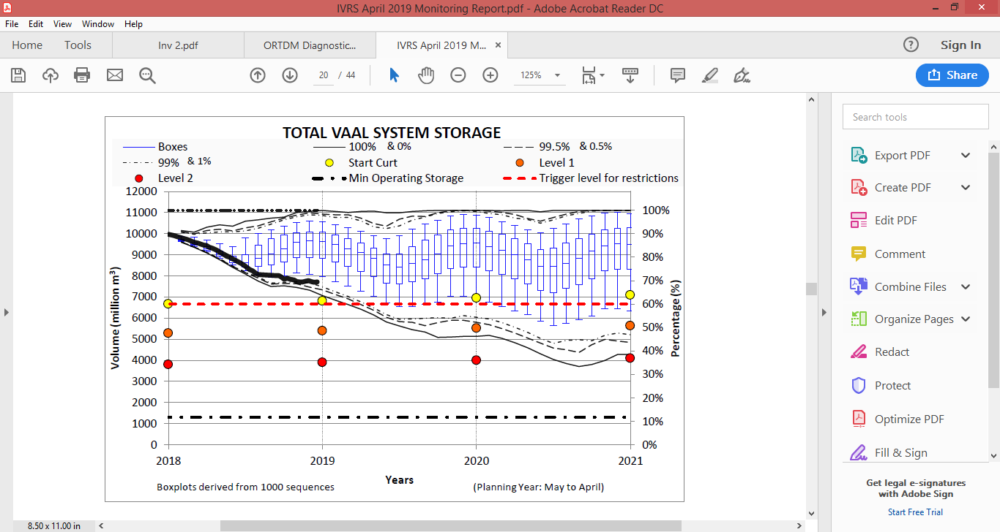 IVRS April 2019 Monitoring Report.pdf - Adobe Acrobat Reader DC
File Edit View Window Help
Home Tools Inv 2.pdf ORTDM Diagnostic... IVRS April 2019 M... × Sign In
20 / 44 125% Share
TOTAL VAAL SYSTEM STORAGE
Boxes 100% & 0% 99.5% & 0.5%
99% & 1% Start Curt Level 1
Level 2 Min Operating Storage Trigger level for restrictions
12000
11000 100%
10000 90%
9000 80%
8000 70%
7000 60%
6000 50%
5000 40%
4000 30%
3000 20%
2000 10%
1000 0%
0
Volume (million m³)
Percentage (%)
2018 2019 2020 2021
Years
Boxplots derived from 1000 sequences (Planning Year: May to April)
8.50 x 11.00 in
Search tools
Export PDF
Create PDF
Edit PDF
Comment
Combine Files
Organize Pages
Redact
Protect
Optimize PDF
Fill & Sign
Get legal e-signatures
with Adobe Sign
Start Free Trial